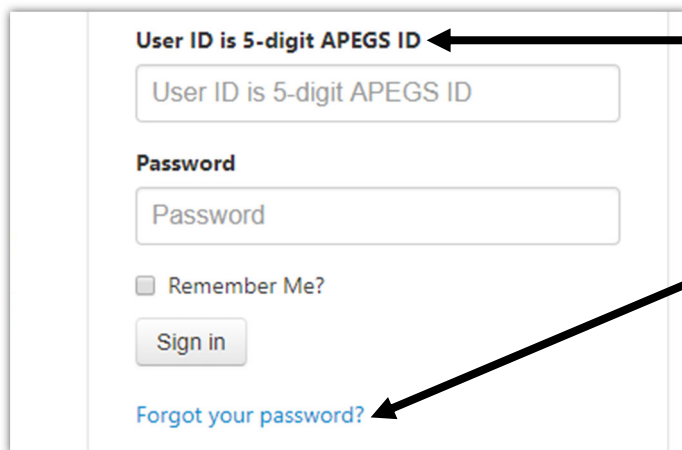 User ID is 5-digit APEGS ID
User ID is 5-digit APEGS ID
Password
Password
Remember Me?
Sign in
Forgot your password?